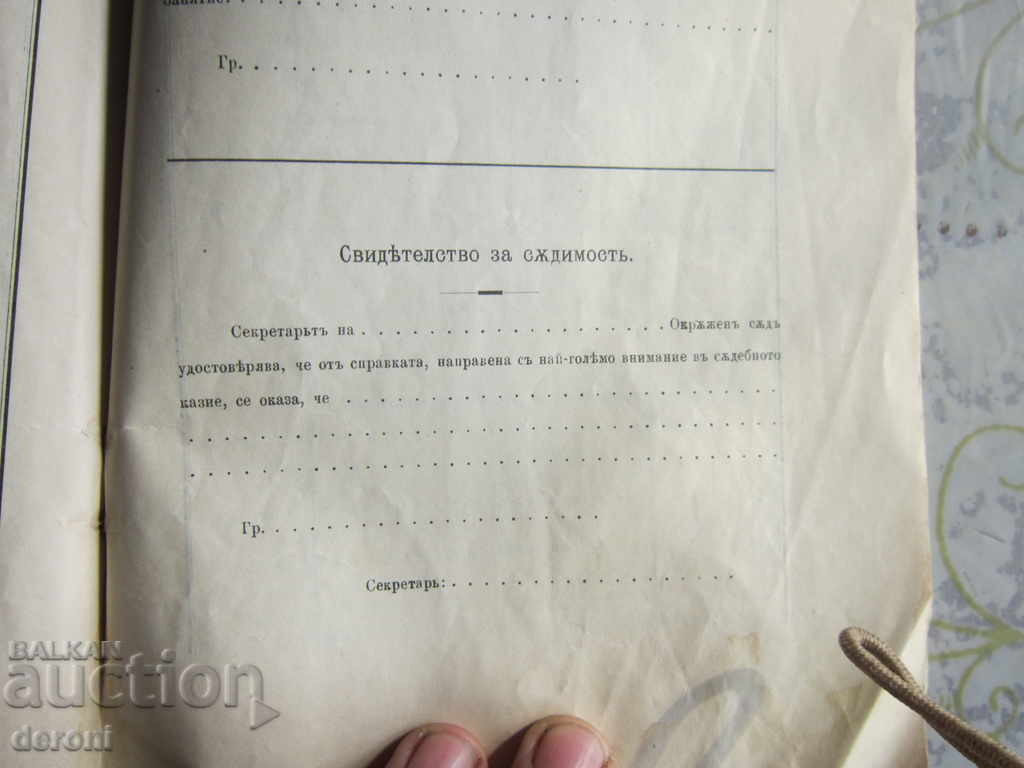 Занятие: . . . . . . . . . . . . . . . . . . . . . . . . . . . . . .
Гр. . . . . . . . . . . . . . . . . . . .
Свидѣтелство за сѫдимость.
Секретарьтъ на . . . . . . . . . . . . . . . . . . . . Окрѫженъ сѫдъ
удостовѣрява, че отъ справката, направена съ най-голѣмо внимание въ сѫдебното
казие, се оказа, че . . . . . . . . . . . . . . . . . . . . . . . . . . . . .
. . . . . . . . . . . . . . . . . . . . . . . . . . . . . . . . . . . . . . .
. . . . . . . . . . . . . . . . . . . . . . . . . . . . . . . . . . . . . . .
Гр. . . . . . . . . . . . . . . . . . . . .
Секретарь: . . . . . . . . . . . . . . . . . .
BALKAN
auction
deroni